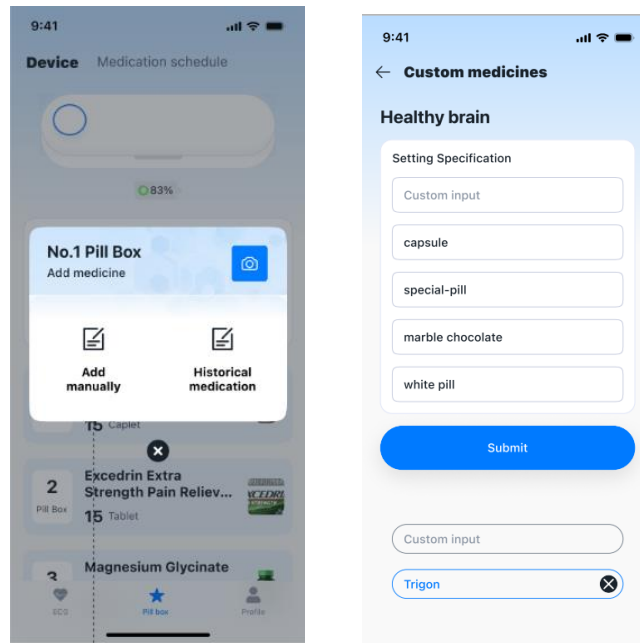 9:41
Device Medication schedule
83%
No.1 Pill Box
Add medicine
Add
manually
Historical
medication
15 Caplet
2
Pill Box
Excedrin Extra
Strength Pain Reliev...
15 Tablet
3
Magnesium Glycinate
ECG
Pill box
Profile
9:41
Custom medicines
Healthy brain
Setting Specification
Custom input
capsule
special-pill
marble chocolate
white pill
Submit
Custom input
Trigon